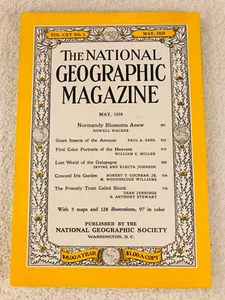 VOL. CXV NO. 5
MAY, 1959
THE NATIONAL
GEOGRAPHIC
MAGAZINE
MAY, 1959
Normandy Blossoms Anew
HOWELL WALKER
Giant Insects of the Amazon
PAUL A. ZAHL
First Color Portraits of the Heavens
WILLIAM C. MILLER
Lost World of the Galapagos
IRVING AND ELECTA JOHNSON
Concord Iris Garden
ROBERT T. COCHRAN, JR.
M. WOODBRIDGE WILLIAMS
The Friendly Train Called Skunk
DEAN JENNINGS
B. ANTHONY STEWART
With 5 maps and 128 illustrations, 97 in color
PUBLISHED BY THE
NATIONAL GEOGRAPHIC SOCIETY
WASHINGTON, D.C.
$8.00 A YEAR
$1.00 A COPY